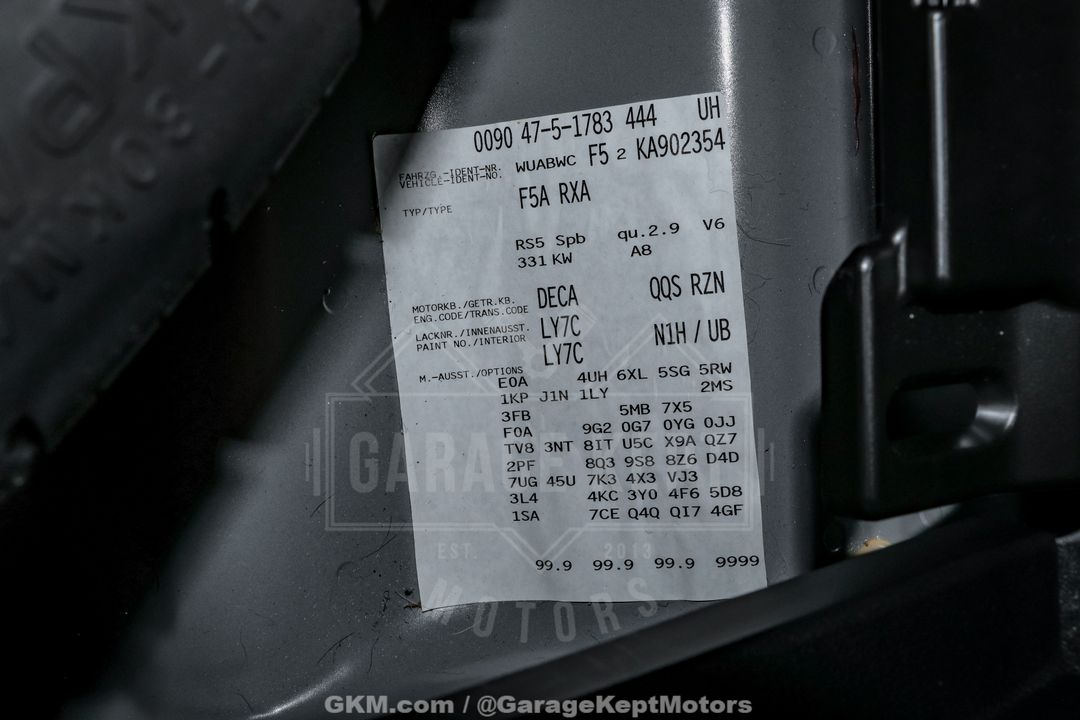 0090 47-5-1783 444 UH
FAHRZG.-IDENT-NR.
VEHICLE-IDENT-NO. WUABWC F5 2 KA902354
TYP/TYPE F5A RXA
RS5 Spb qu.2.9 V6
331 KW A8
MOTORKB./GETR.KB.
ENG.CODE/TRANS.CODE DECA QQS RZN
LACKNR./INNENAUSST. LY7C
PAINT NO./INTERIOR N1H / UB
LY7C
M.-AUSST./OPTIONS
E0A 4UH 6XL 5SG 5RW
1KP J1N 1LY 2MS
3FB 5MB 7X5
F0A 9G2 0G7 0YG 0JJ
TV8 3NT 8IT U5C X9A QZ7
2PF 8Q3 9S8 8Z6 D4D
7UG 45U 7K3 4X3 VJ3
3L4 4KC 3Y0 4F6 5D8
1SA 7CE Q4Q QI7 4GF
99.9 99.9 99.9 9999
GARAGE
EST. 2013
MOTORS
GKM.com / @GarageKeptMotors